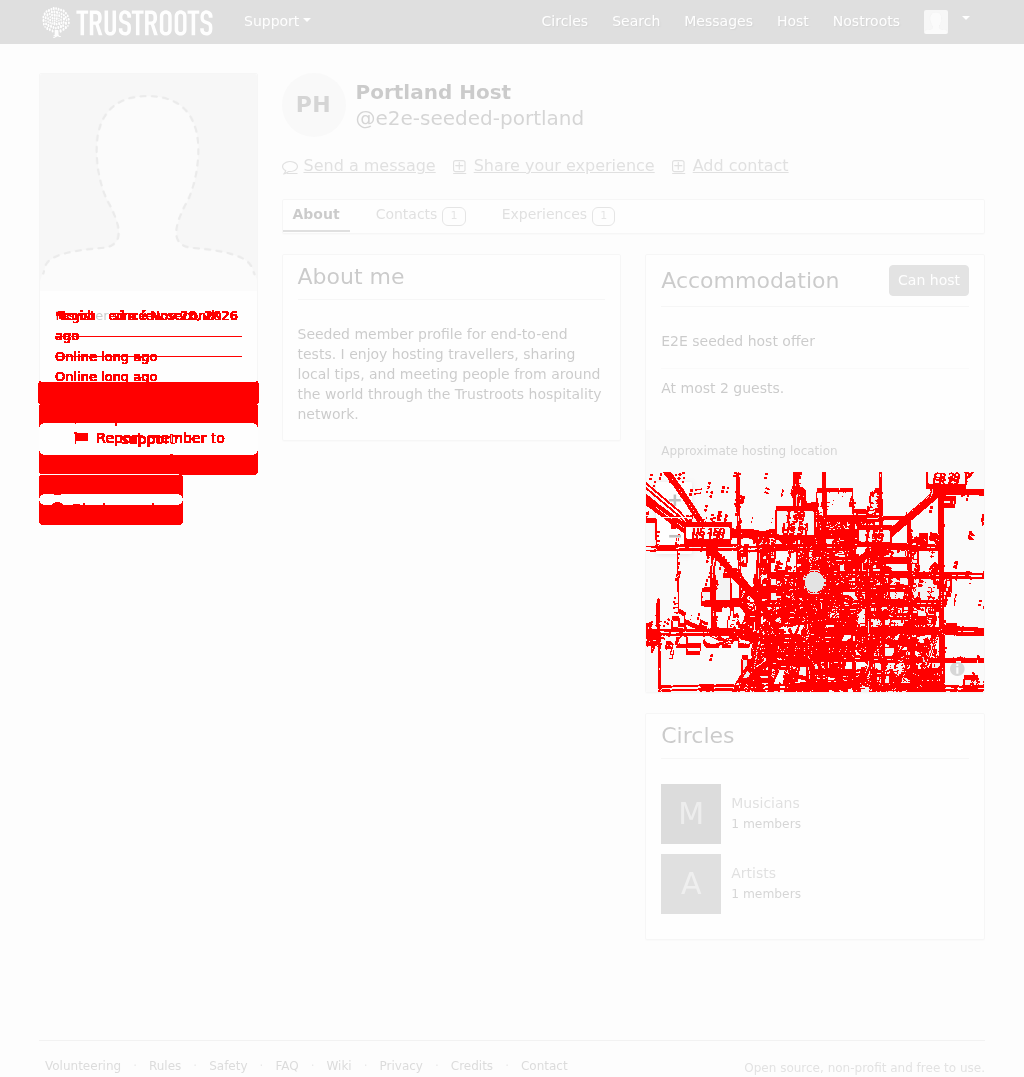 TRUSTROOTS Support Circles Search Messages Host Nostroots
PH Portland Host
@e2e-seeded-portland
Send a message Share your experience Add contact
About Contacts 1 Experiences 1
About me
Seeded member profile for end-to-end
tests. I enjoy hosting travellers, sharing
local tips, and meeting people from around
the world through the Trustroots hospitality
network.
ago
Online long ago
Online long ago
Report member to
support
Accommodation Can host
E2E seeded host offer
At most 2 guests.
Approximate hosting location
+
−
Circles
M Musicians
1 members
A Artists
1 members
Volunteering · Rules · Safety · FAQ · Wiki · Privacy · Credits · Contact
Open source, non-profit and free to use.